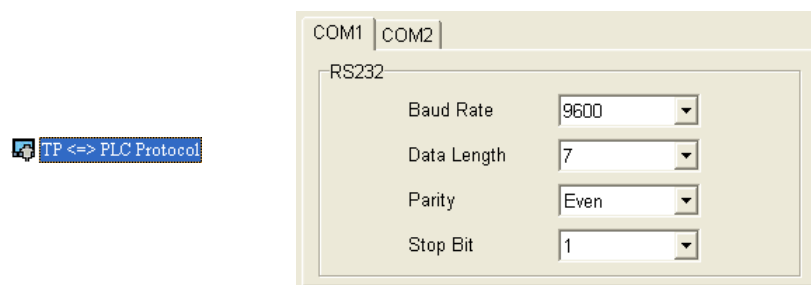 TP <=> PLC Protocol
COM1 COM2
RS232
Baud Rate 9600
Data Length 7
Parity Even
Stop Bit 1